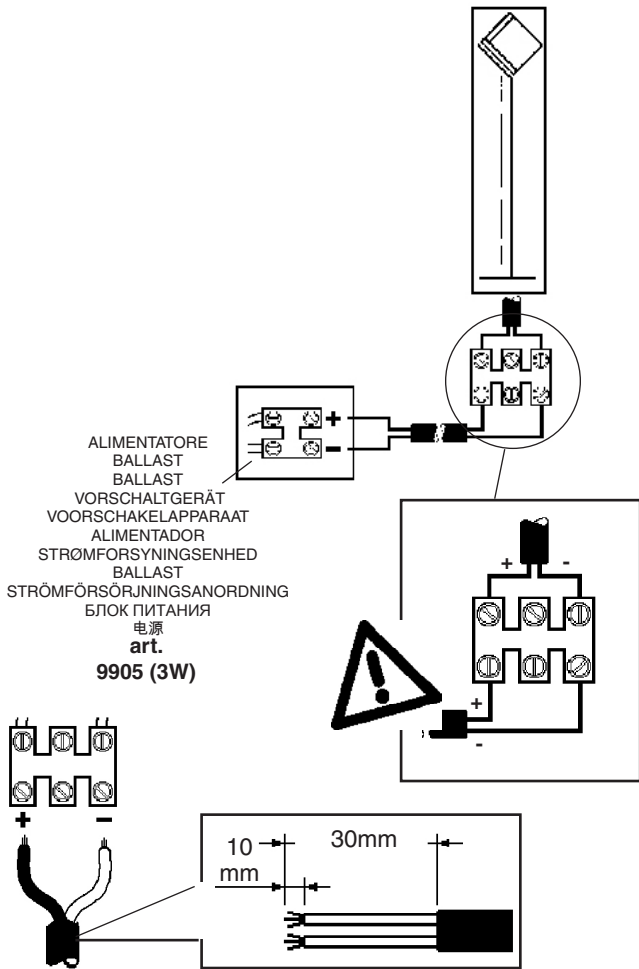 +
-
ALIMENTATORE
BALLAST
BALLAST
VORSCHALTGERÄT
VOORSCHAKELAPPARAAT
ALIMENTADOR
STRØMFORSYNINGSENHED
BALLAST
STRÖMFÖRSÖRJNINGSANORDNING
БЛОК ПИТАНИЯ
电源
art.
9905 (3W)
+ -
!
+
-
+ -
10 mm
30mm